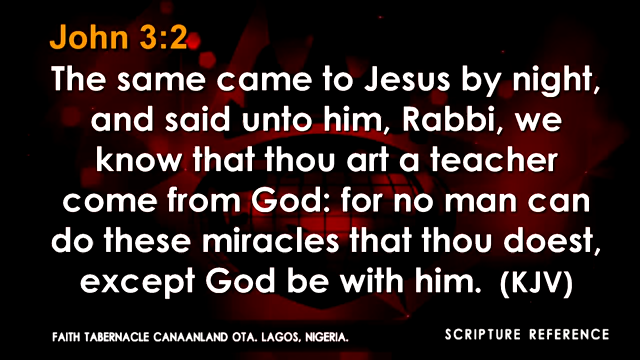 John 3:2
The same came to Jesus by night,
and said unto him, Rabbi, we
know that thou art a teacher
come from God: for no man can
do these miracles that thou doest,
except God be with him. (KJV)
FAITH TABERNACLE CANAANLAND OTA. LAGOS, NIGERIA.
SCRIPTURE REFERENCE